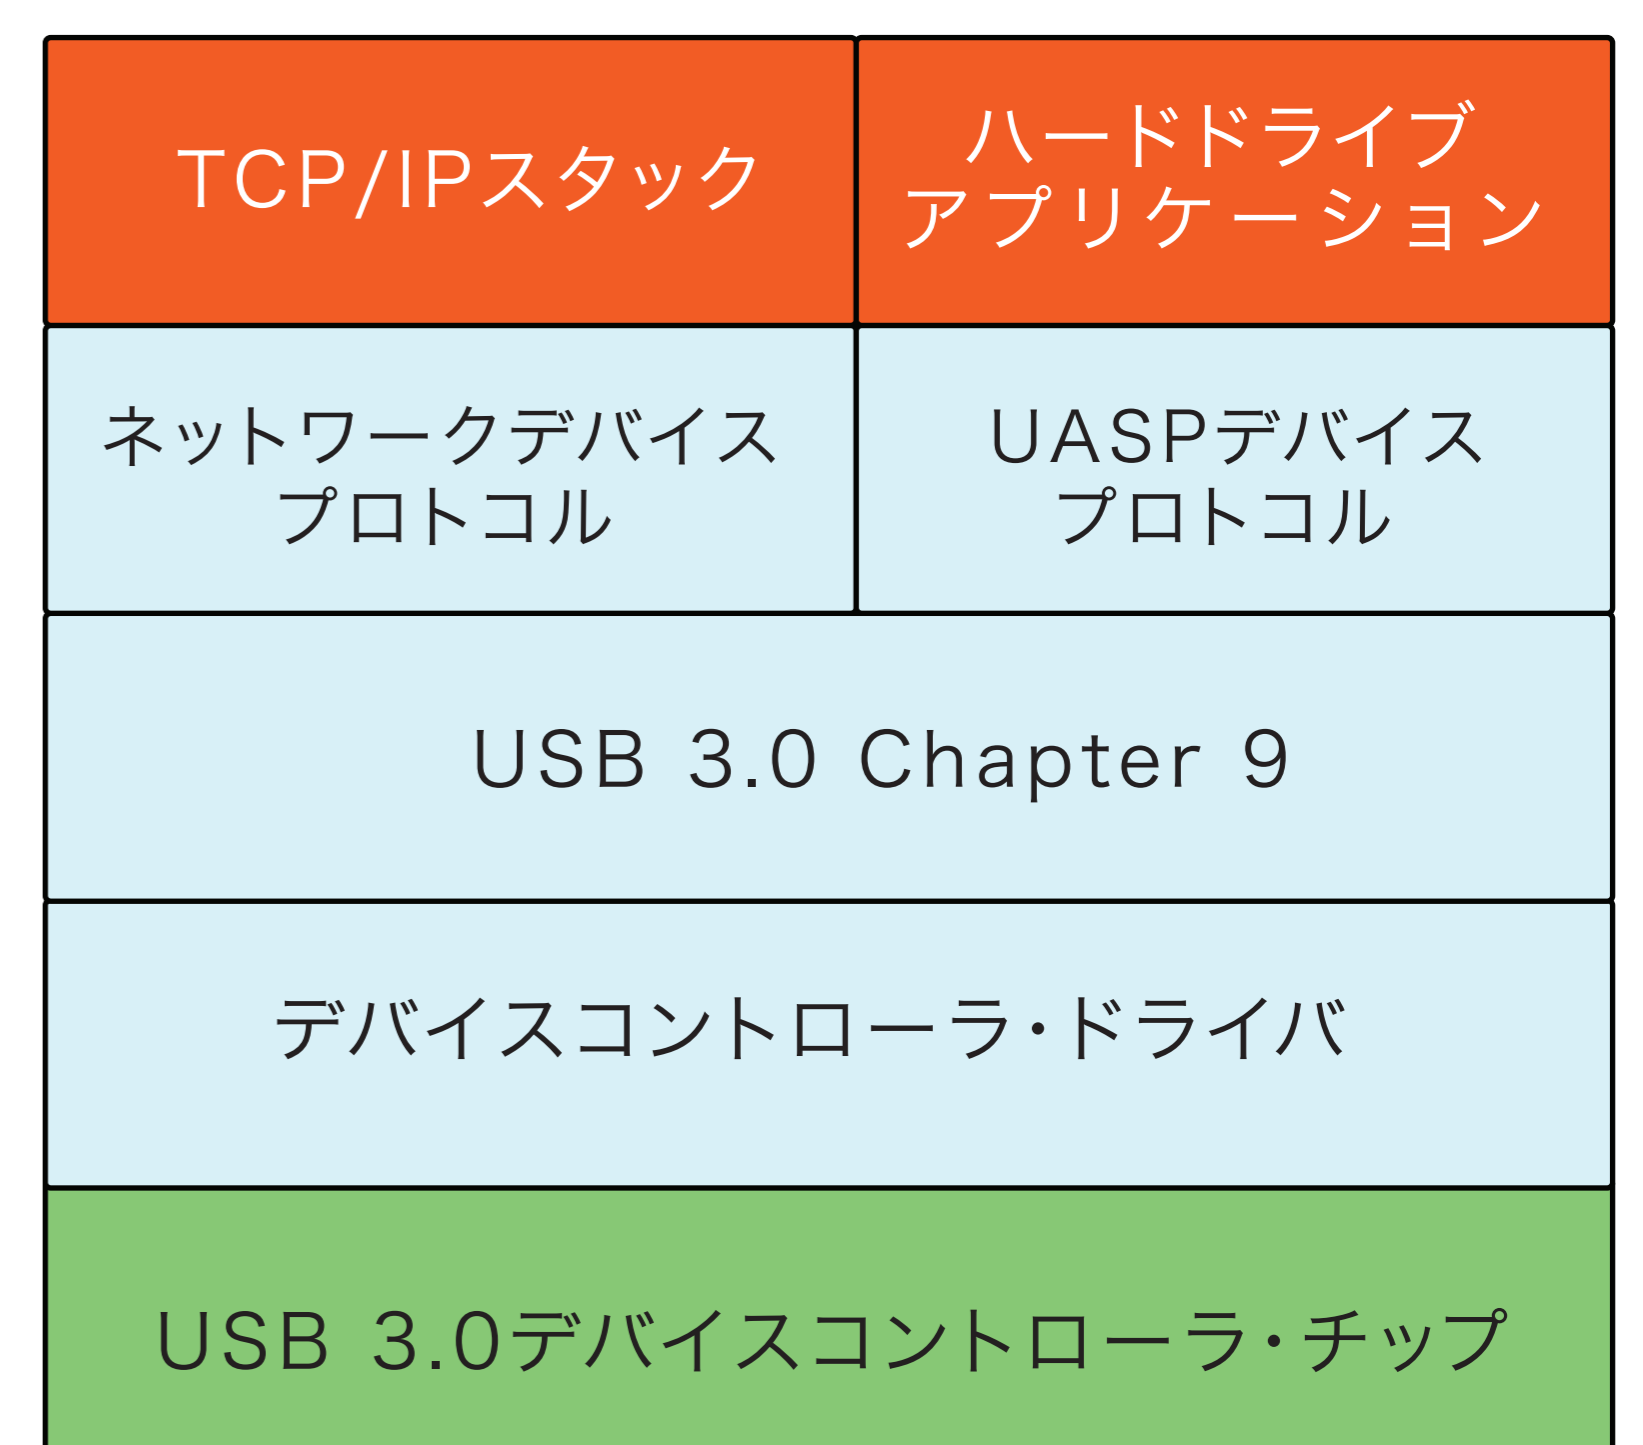 TCP/IPスタック
ハードドライブ
アプリケーション
ネットワークデバイス
プロトコル
UASPデバイス
プロトコル
USB 3.0 Chapter 9
デバイスコントローラ・ドライバ
USB 3.0デバイスコントローラ・チップ